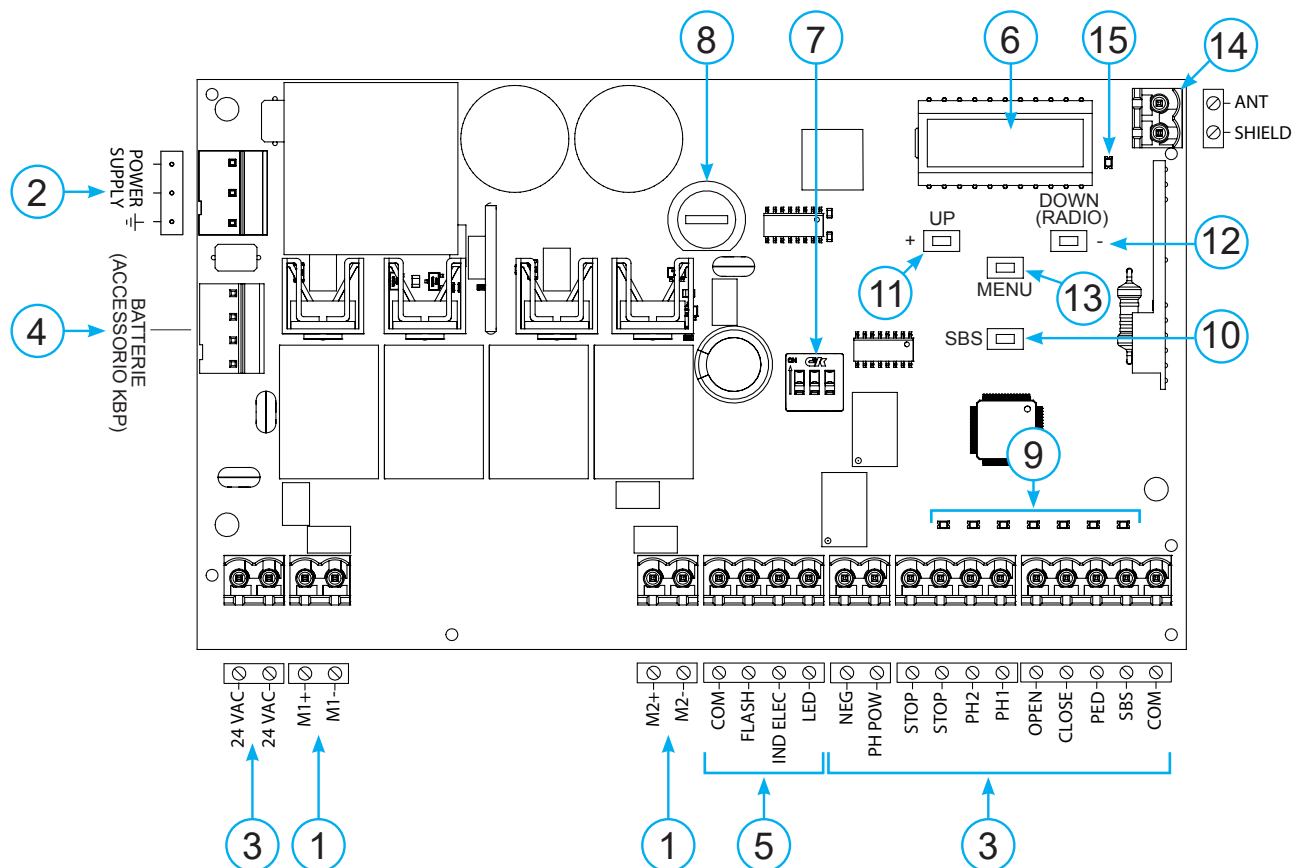 8
7
6
15
14
ANT
SHIELD
2
POWER
SUPPLY
DOWN
(RADIO)
UP
+
-
12
11
MENU
13
4
BATTERIE
(ACCESSORIO KBP)
SBS
10
ON
9
24 VAC
24 VAC
M1+
M1-
M2+
M2-
COM
FLASH
IND ELEC
LED
NEG
PH POW
STOP
STOP
PH2
PH1
OPEN
CLOSE
PED
SBS
COM
3
1
1
5
3